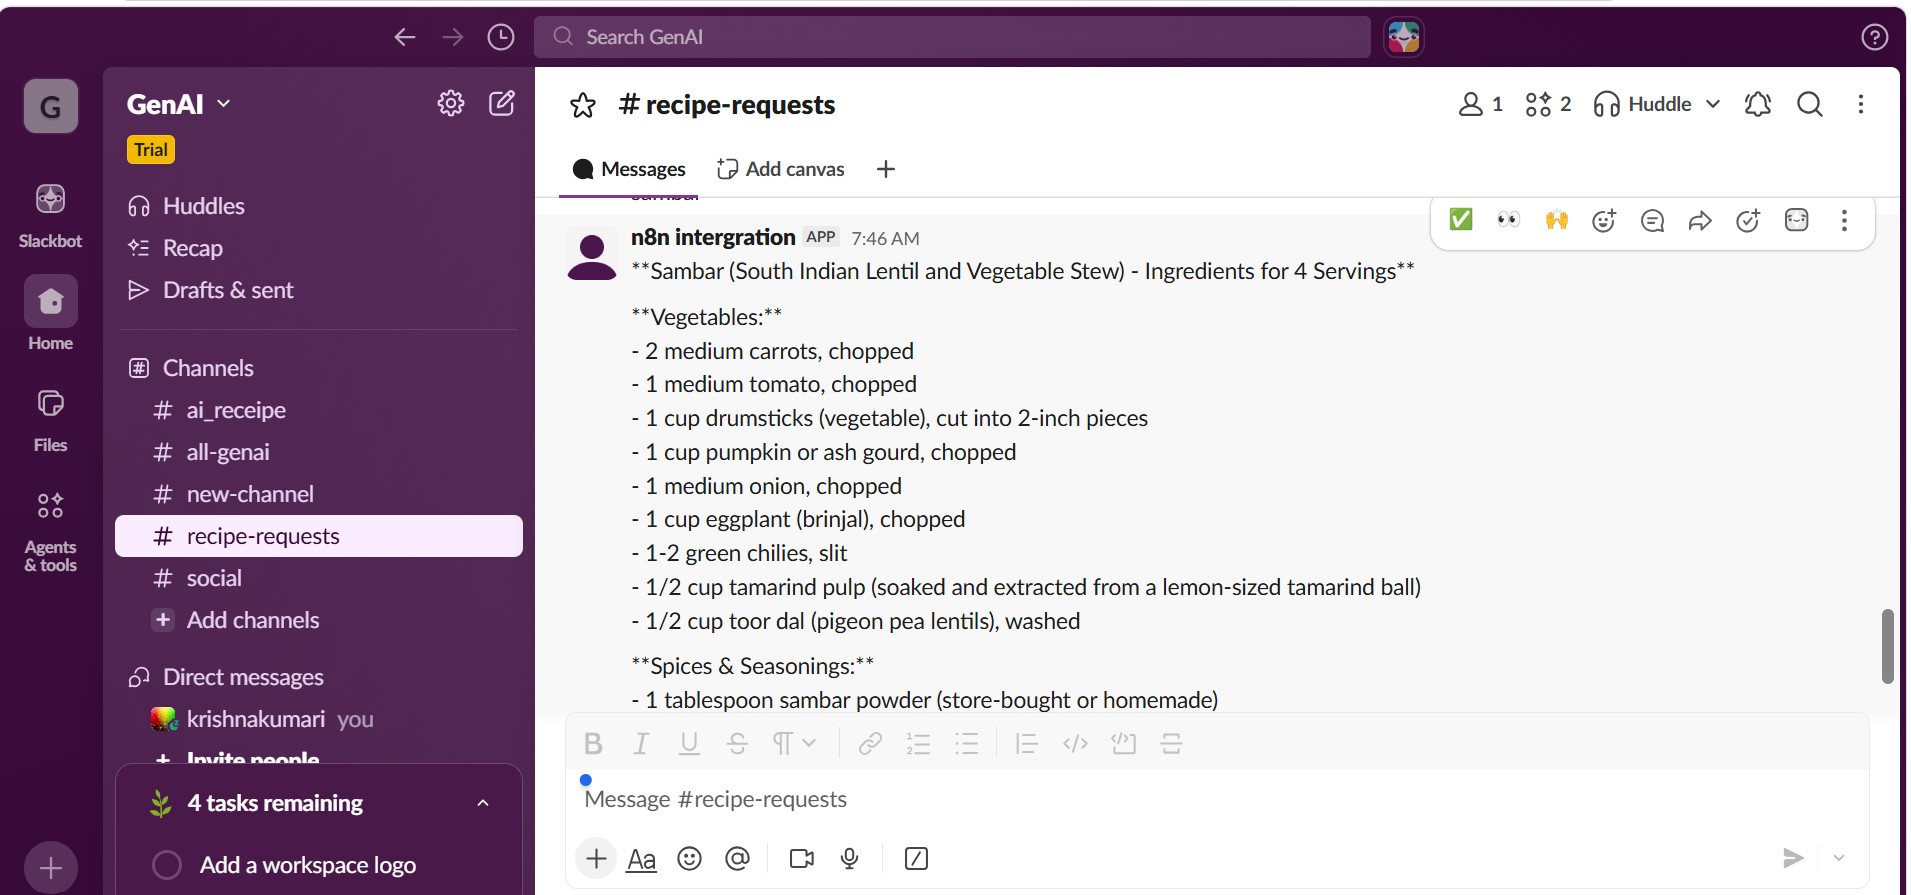 Search GenAI
G
GenAI
Trial
Slackbot
Home
Files
Agents
& tools
Huddles
Recap
Drafts & sent
Channels
# ai_receipe
# all-genai
# new-channel
# recipe-requests
# social
+ Add channels
Direct messages
krishnakumari you
+ Invite people
4 tasks remaining
Add a workspace logo
# recipe-requests
1
2
Huddle
Messages
Add canvas
+
sambar
n8n intergration APP 7:46 AM
**Sambar (South Indian Lentil and Vegetable Stew) - Ingredients for 4 Servings**
**Vegetables:**
- 2 medium carrots, chopped
- 1 medium tomato, chopped
- 1 cup drumsticks (vegetable), cut into 2-inch pieces
- 1 cup pumpkin or ash gourd, chopped
- 1 medium onion, chopped
- 1 cup eggplant (brinjal), chopped
- 1-2 green chilies, slit
- 1/2 cup tamarind pulp (soaked and extracted from a lemon-sized tamarind ball)
- 1/2 cup toor dal (pigeon pea lentils), washed
**Spices & Seasonings:**
- 1 tablespoon sambar powder (store-bought or homemade)
Message #recipe-requests
Aa